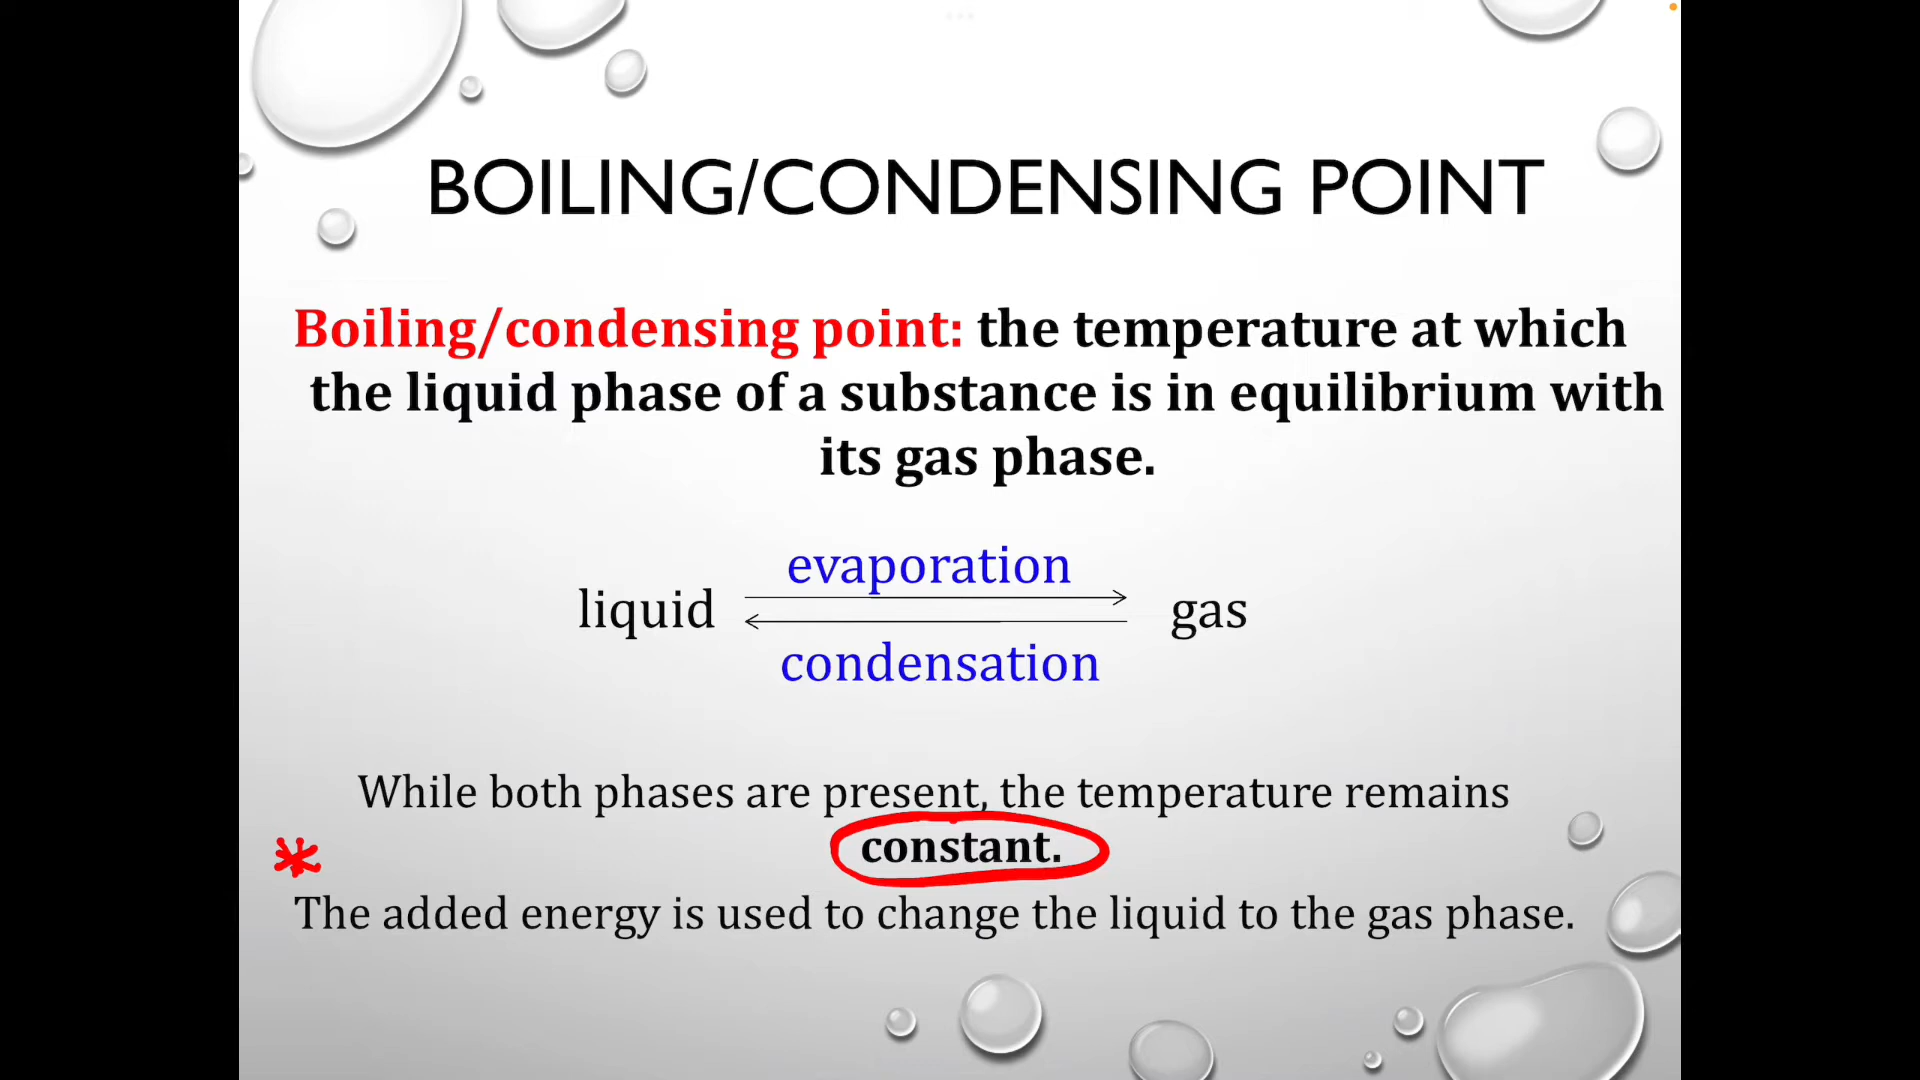 BOILING/CONDENSING POINT
Boiling/condensing point: the temperature at which
the liquid phase of a substance is in equilibrium with
its gas phase.
evaporation
liquid gas
condensation
While both phases are present, the temperature remains
constant.
The added energy is used to change the liquid to the gas phase.